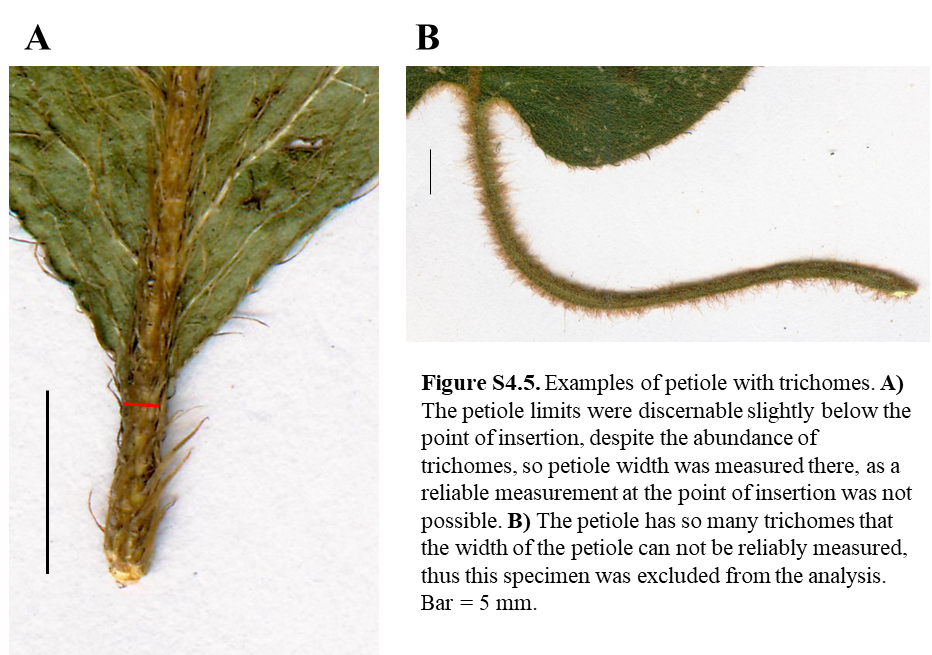 A
B
Figure S4.5. Examples of petiole with trichomes. A)
The petiole limits were discernable slightly below the
point of insertion, despite the abundance of
trichomes, so petiole width was measured there, as a
reliable measurement at the point of insertion was not
possible. B) The petiole has so many trichomes that
the width of the petiole can not be reliably measured,
thus this specimen was excluded from the analysis.
Bar = 5 mm.